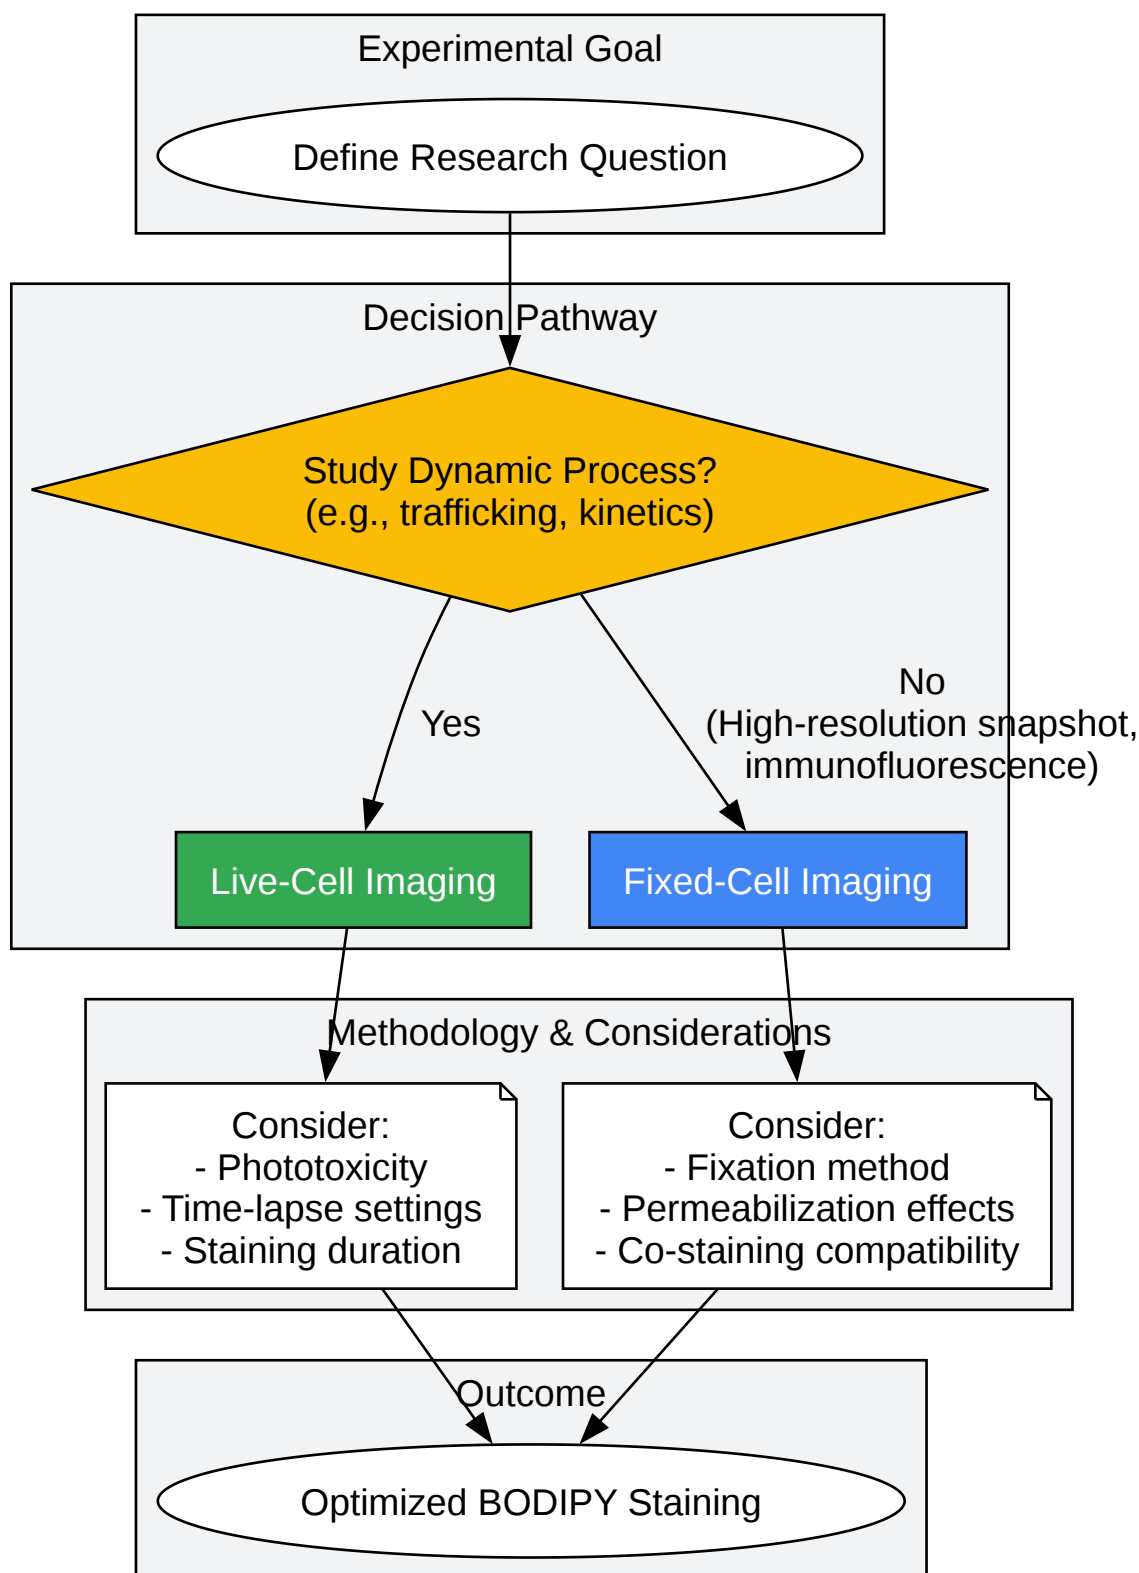 Experimental Goal
Define Research Question
Decision Pathway
Study Dynamic Process?
(e.g., trafficking, kinetics)
Yes
No
(High-resolution snapshot,
immunofluorescence)
Live-Cell Imaging
Fixed-Cell Imaging
Methodology & Considerations
Consider:
- Phototoxicity
- Time-lapse settings
- Staining duration
Consider:
- Fixation method
- Permeabilization effects
- Co-staining compatibility
Outcome
Optimized BODIPY Staining